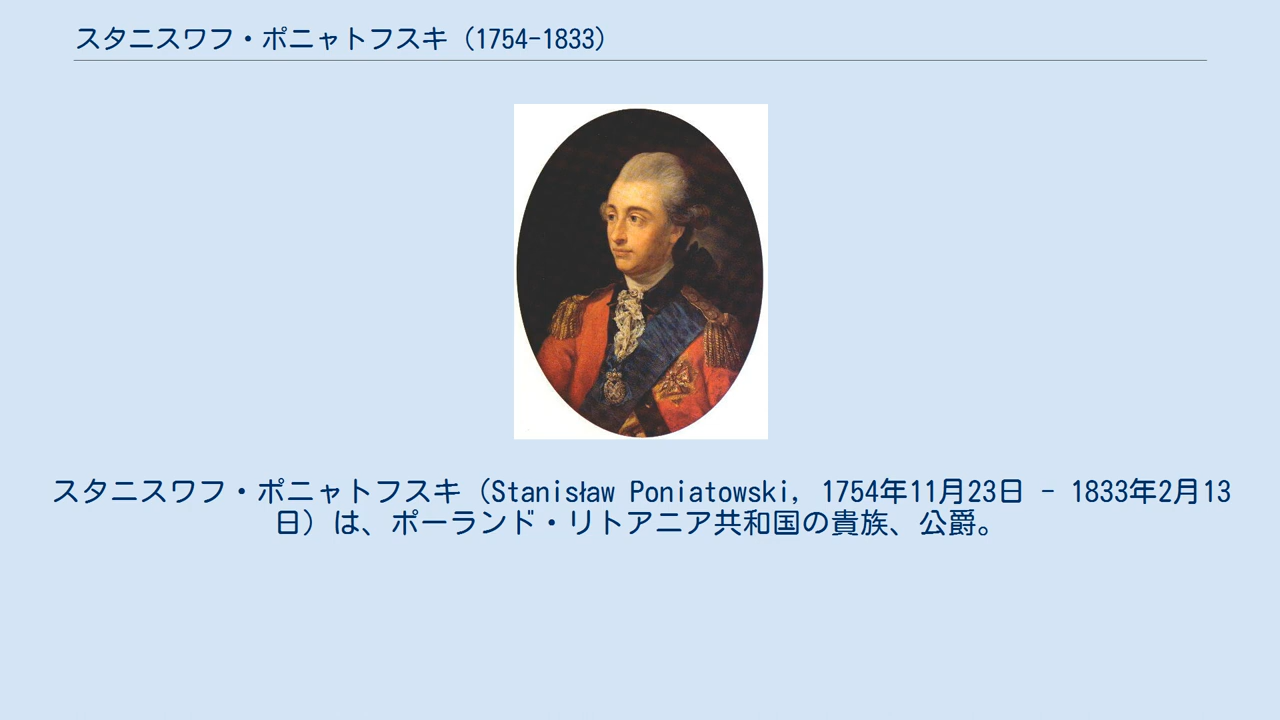 スタニスワフ・ポニャトフスキ（1754-1833）
スタニスワフ・ポニャトフスキ（Stanisław Poniatowski, 1754年11月23日 - 1833年2月13
日）は、ポーランド・リトアニア共和国の貴族、公爵。